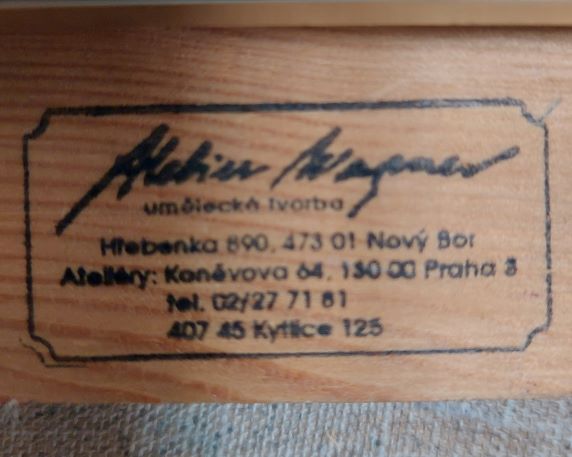 Atelier Wagner
umělecká tvorba
Hřebenka 890, 473 01 Nový Bor
Ateliéry: Koněvova 64, 130 00 Praha 3
tel. 02/27 71 81
407 45 Kytlice 125